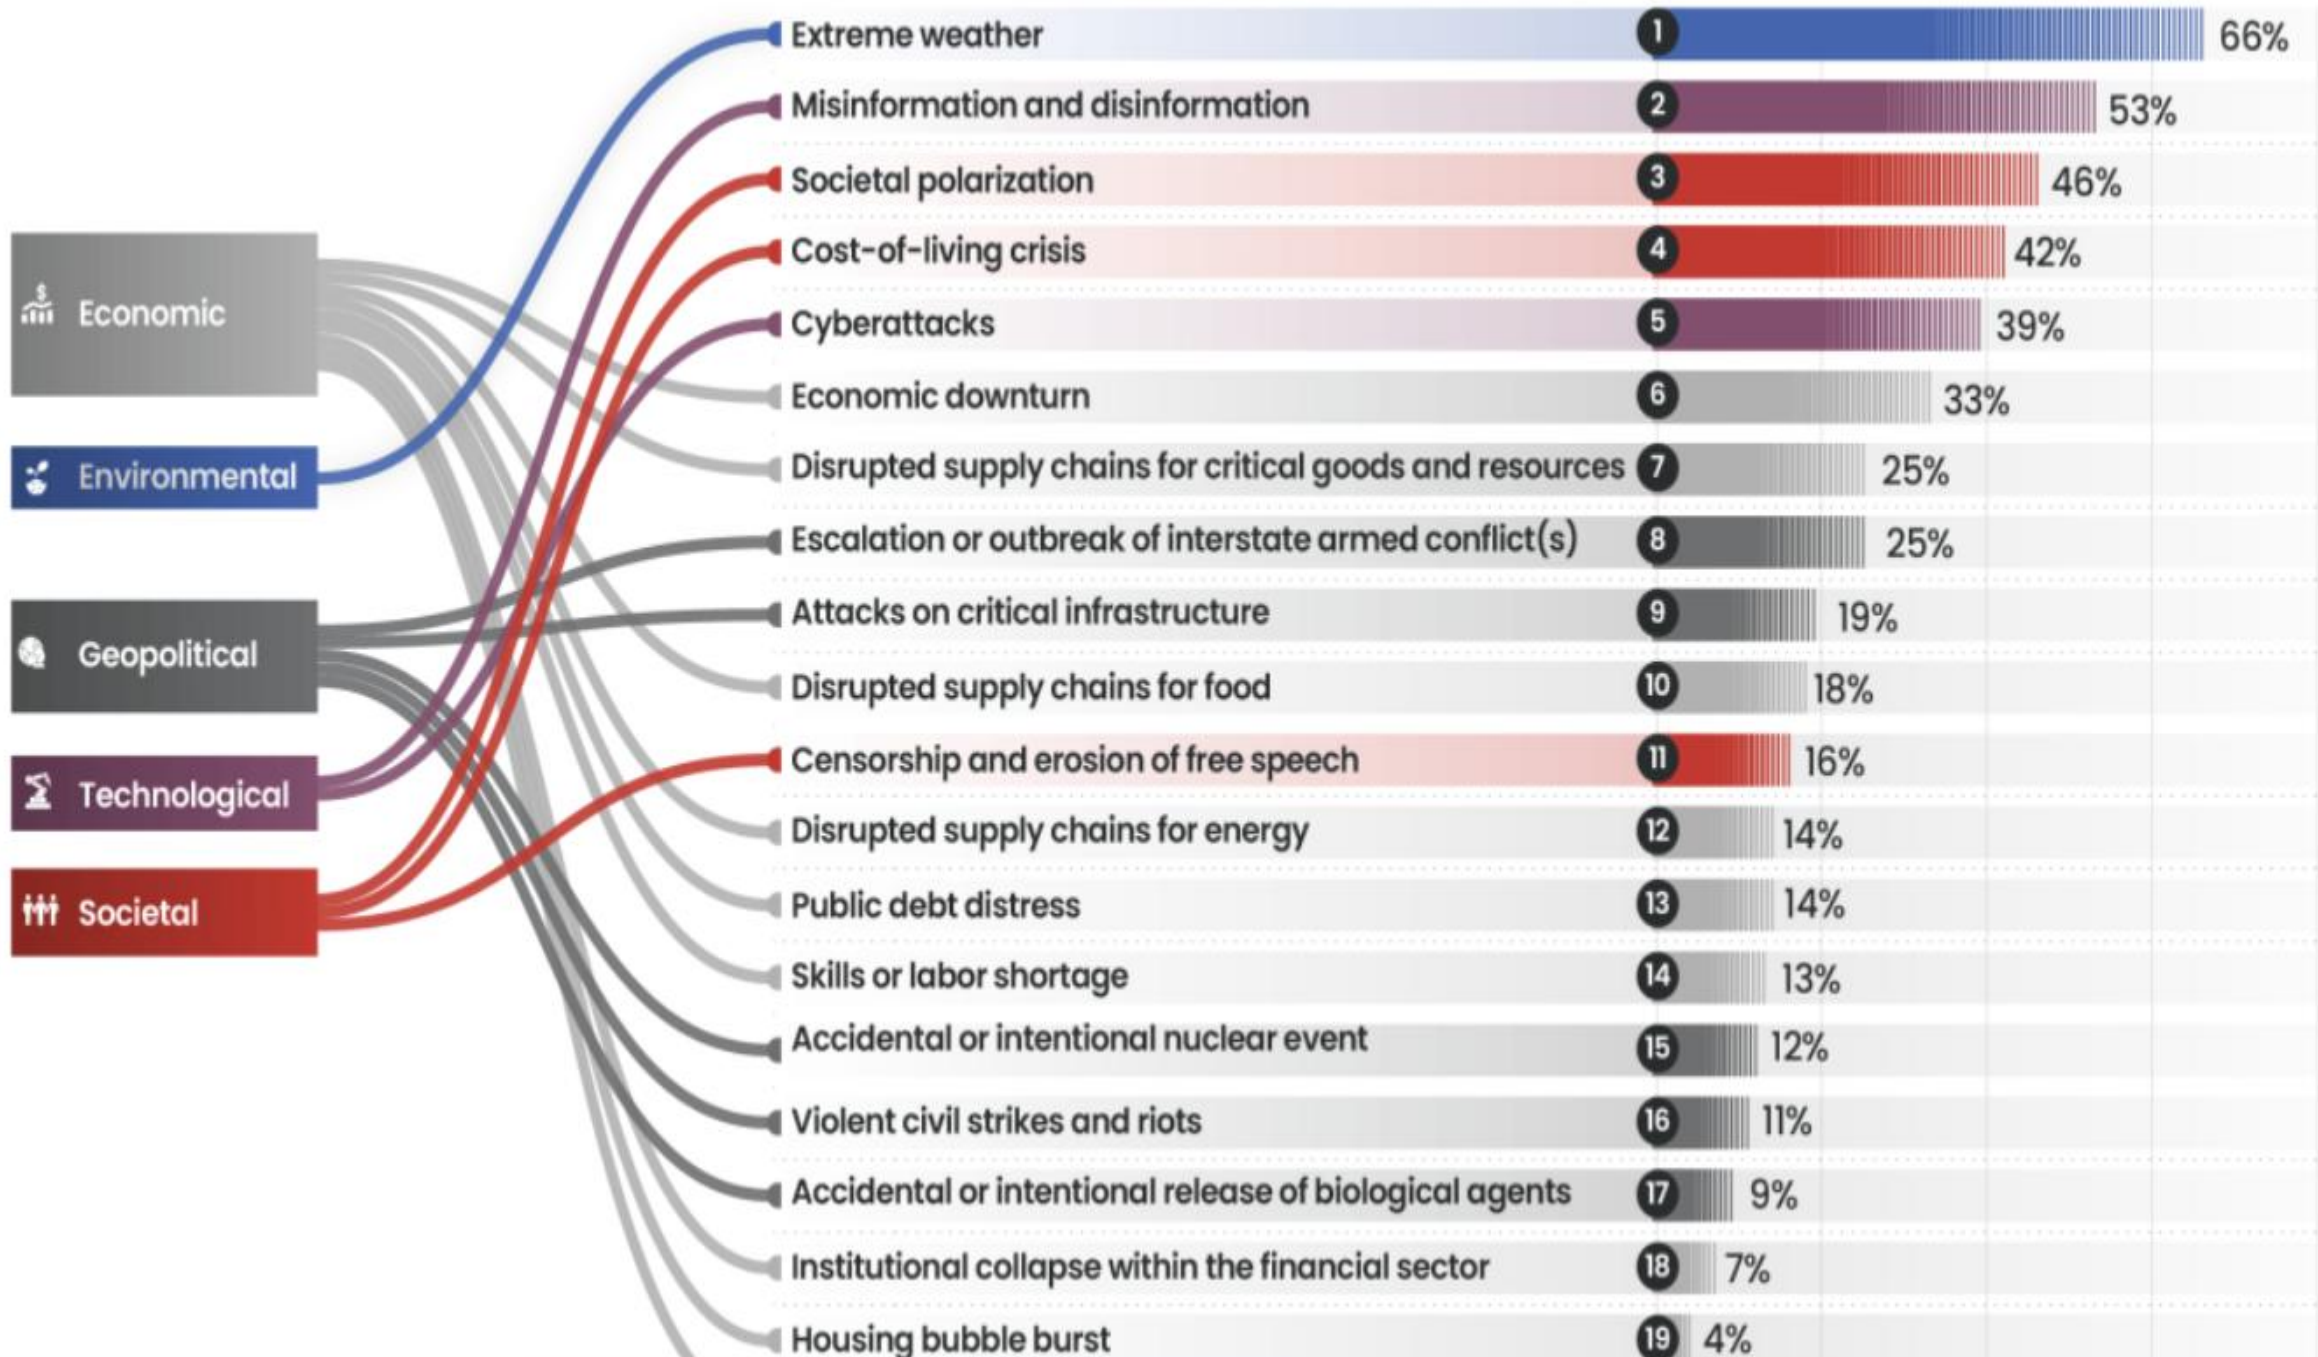 Economic
Environmental
Geopolitical
Technological
Societal
Extreme weather 1 66%
Misinformation and disinformation 2 53%
Societal polarization 3 46%
Cost-of-living crisis 4 42%
Cyberattacks 5 39%
Economic downturn 6 33%
Disrupted supply chains for critical goods and resources 7 25%
Escalation or outbreak of interstate armed conflict(s) 8 25%
Attacks on critical infrastructure 9 19%
Disrupted supply chains for food 10 18%
Censorship and erosion of free speech 11 16%
Disrupted supply chains for energy 12 14%
Public debt distress 13 14%
Skills or labor shortage 14 13%
Accidental or intentional nuclear event 15 12%
Violent civil strikes and riots 16 11%
Accidental or intentional release of biological agents 17 9%
Institutional collapse within the financial sector 18 7%
Housing bubble burst 19 4%